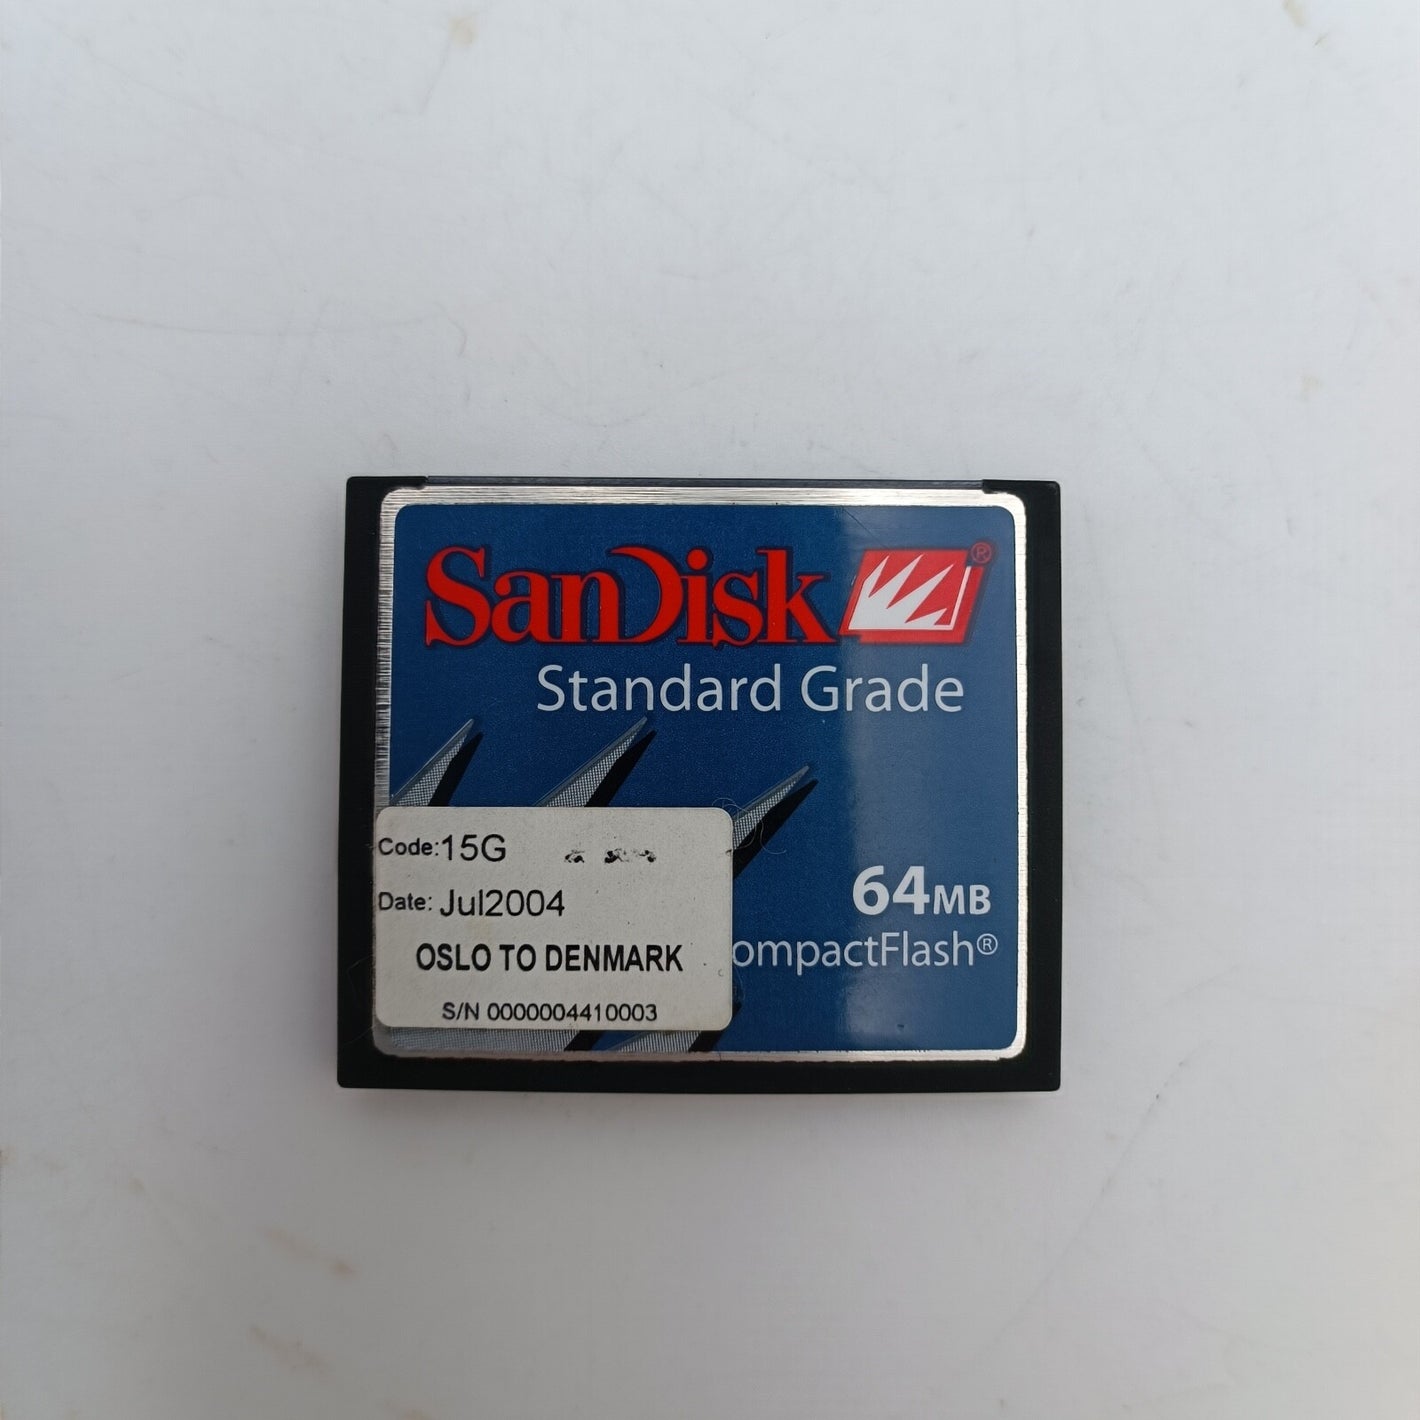 SanDisk®
Standard Grade
Code: 15G
Date: Jul2004
OSLO TO DENMARK
S/N 0000004410003
64MB
ompactFlash®